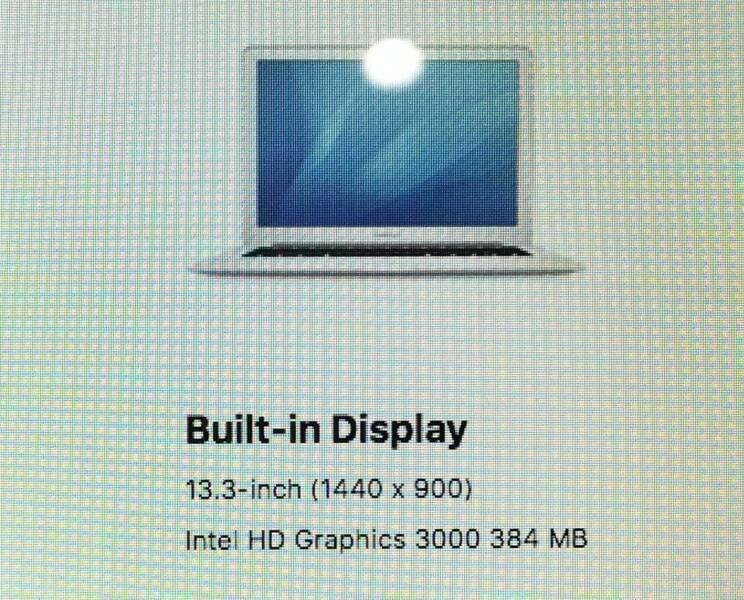 Built-in Display
13.3-inch (1440 x 900)
Intel HD Graphics 3000 384 MB